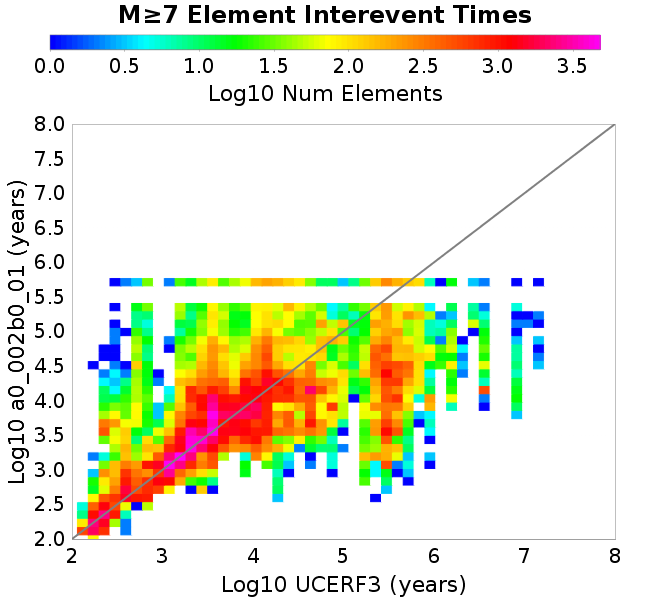 M≥7 Element Interevent Times
0.0 0.5 1.0 1.5 2.0 2.5 3.0 3.5
Log10 Num Elements
8.0
7.5
7.0
6.5
6.0
5.5
5.0
4.5
4.0
3.5
3.0
2.5
2.0
Log10 a0_002b0_01 (years)
2 3 4 5 6 7 8
Log10 UCERF3 (years)